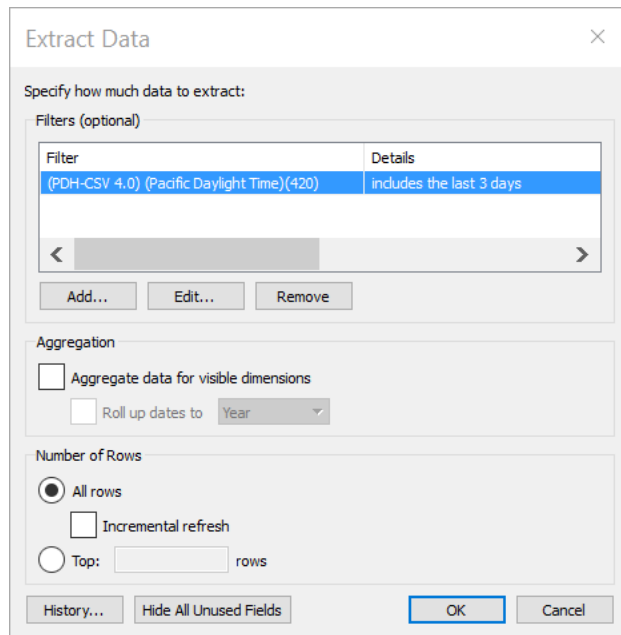 Extract Data
Specify how much data to extract:
Filters (optional)
Filter Details
(PDH-CSV 4.0) (Pacific Daylight Time)(420) includes the last 3 days
Add... Edit... Remove
Aggregation
Aggregate data for visible dimensions
Roll up dates to Year
Number of Rows
All rows
Incremental refresh
Top: rows
History... Hide All Unused Fields OK Cancel